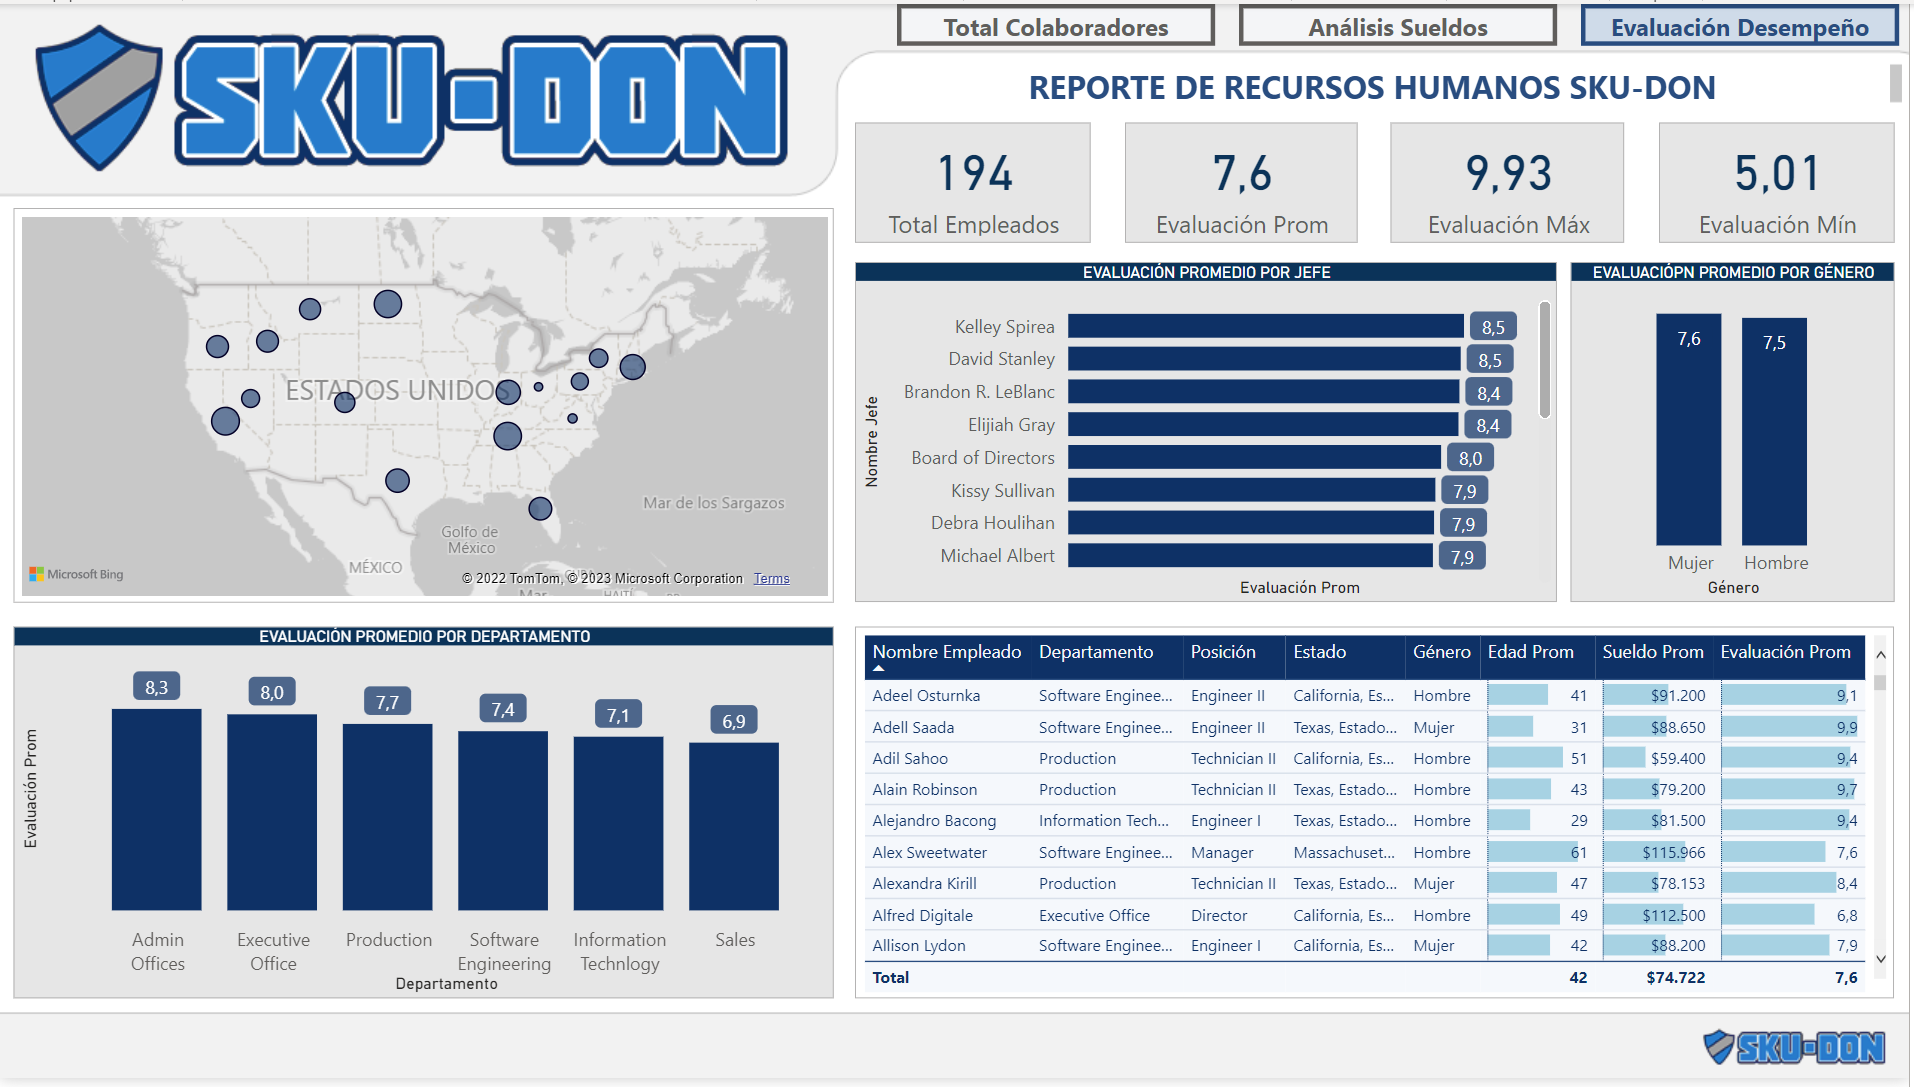 SKU-DON
Total Colaboradores
Análisis Sueldos
Evaluación Desempeño
REPORTE DE RECURSOS HUMANOS SKU-DON
194
Total Empleados
7,6
Evaluación Prom
9,93
Evaluación Máx
5,01
Evaluación Mín
ESTADOS UNIDOS
Mar de los Sargazos
Golfo de
México
MÉXICO
Microsoft Bing
© 2022 TomTom, © 2023 Microsoft Corporation Terms
Mar
HAITÍ
EVALUACIÓN PROMEDIO POR JEFE
Nombre Jefe
Kelley Spirea 8,5
David Stanley 8,5
Brandon R. LeBlanc 8,4
Elijiah Gray 8,4
Board of Directors 8,0
Kissy Sullivan 7,9
Debra Houlihan 7,9
Michael Albert 7,9
Evaluación Prom
EVALUACIÓPN PROMEDIO POR GÉNERO
7,6 7,5
Mujer Hombre
Género
EVALUACIÓN PROMEDIO POR DEPARTAMENTO
Evaluación Prom
8,3 8,0 7,7 7,4 7,1 6,9
Admin Executive Production Software Information Sales
Offices Office Engineering Technlogy
Departamento
Nombre Empleado Departamento Posición Estado Género Edad Prom Sueldo Prom Evaluación Prom
Adeel Osturnka Software Enginee... Engineer II California, Es... Hombre 41 $91.200 9,1
Adell Saada Software Enginee... Engineer II Texas, Estado... Mujer 31 $88.650 9,9
Adil Sahoo Production Technician II California, Es... Hombre 51 $59.400 9,4
Alain Robinson Production Technician II Texas, Estado... Hombre 43 $79.200 9,7
Alejandro Bacong Information Tech... Engineer I Texas, Estado... Hombre 29 $81.500 9,4
Alex Sweetwater Software Enginee... Manager Massachuset... Hombre 61 $115.966 7,6
Alexandra Kirill Production Technician II Texas, Estado... Mujer 47 $78.153 8,4
Alfred Digitale Executive Office Director California, Es... Hombre 49 $112.500 6,8
Allison Lydon Software Enginee... Engineer I California, Es... Mujer 42 $88.200 7,9
Total 42 $74.722 7,6
SKU-DON